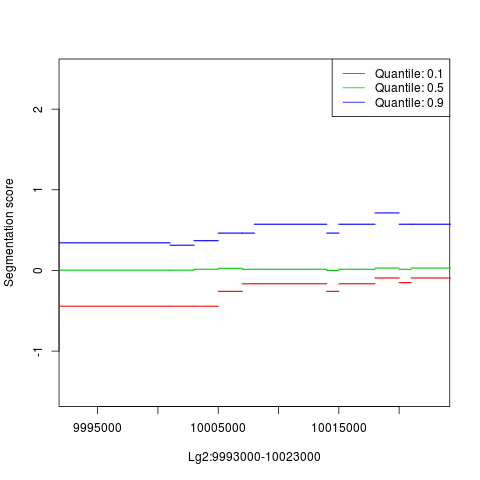 Quantile: 0.1
Quantile: 0.5
Quantile: 0.9
Segmentation score
2
1
0
-1
9995000 10005000 10015000
Lg2:9993000-10023000